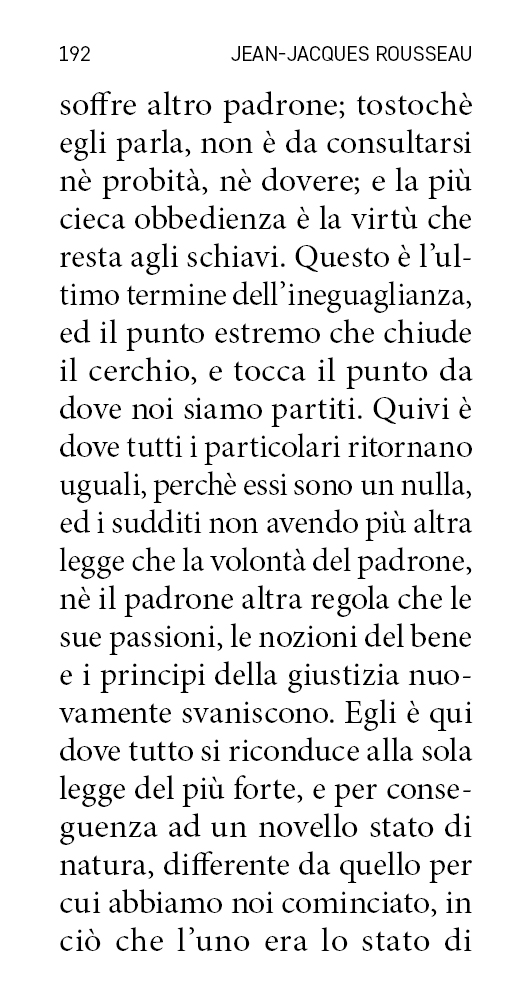 192 JEAN-JACQUES ROUSSEAU
soffre altro padrone; tostochè
egli parla, non è da consultarsi
nè probità, nè dovere; e la più
cieca obbedienza è la virtù che
resta agli schiavi. Questo è l’ul-
timo termine dell’ineguaglianza,
ed il punto estremo che chiude
il cerchio, e tocca il punto da
dove noi siamo partiti. Quivi è
dove tutti i particolari ritornano
uguali, perchè essi sono un nulla,
ed i sudditi non avendo più altra
legge che la volontà del padrone,
nè il padrone altra regola che le
sue passioni, le nozioni del bene
e i principi della giustizia nuo-
vamente svaniscono. Egli è qui
dove tutto si riconduce alla sola
legge del più forte, e per conse-
guenza ad un novello stato di
natura, differente da quello per
cui abbiamo noi cominciato, in
ciò che l’uno era lo stato di